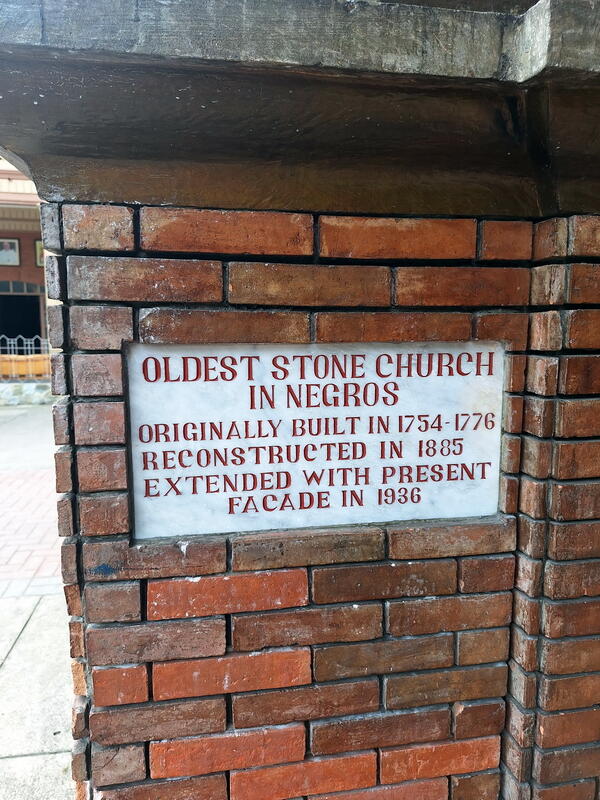 OLDEST STONE CHURCH
IN NEGROS
ORIGINALLY BUILT IN 1754-1776
RECONSTRUCTED IN 1885
EXTENDED WITH PRESENT
FACADE IN 1936